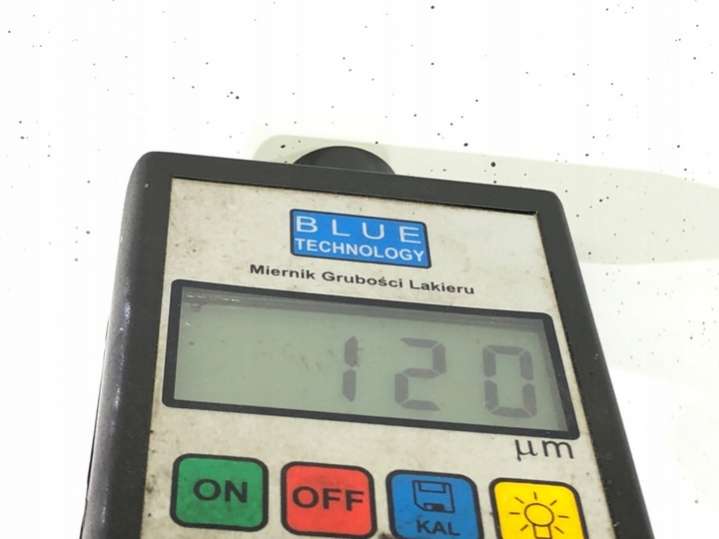 BLUE
TECHNOLOGY
Miernik Grubości Lakieru
120
μm
ON OFF KAL